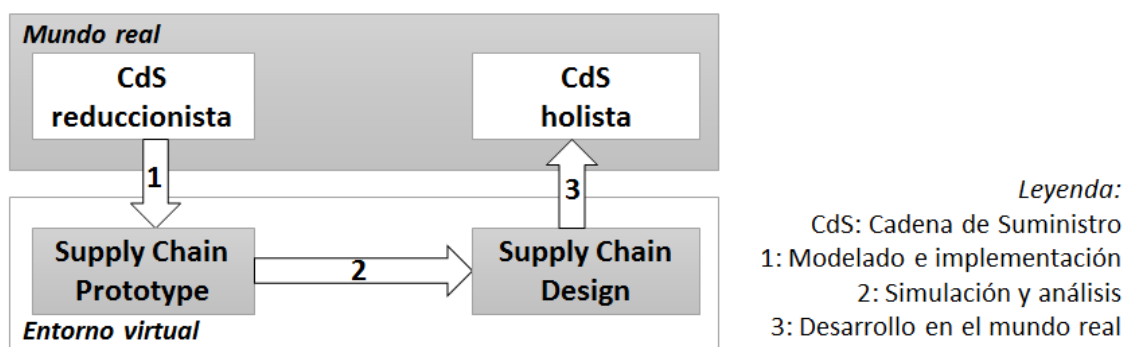 Mundo real
CdS
reduccionista
CdS
holista
1
3
Supply Chain
Prototype
2
Supply Chain
Design
Entorno virtual
Leyenda:
CdS: Cadena de Suministro
1: Modelado e implementación
2: Simulación y análisis
3: Desarrollo en el mundo real